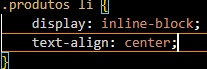 .produtos li {
display: inline-block;
text-align: center;
}